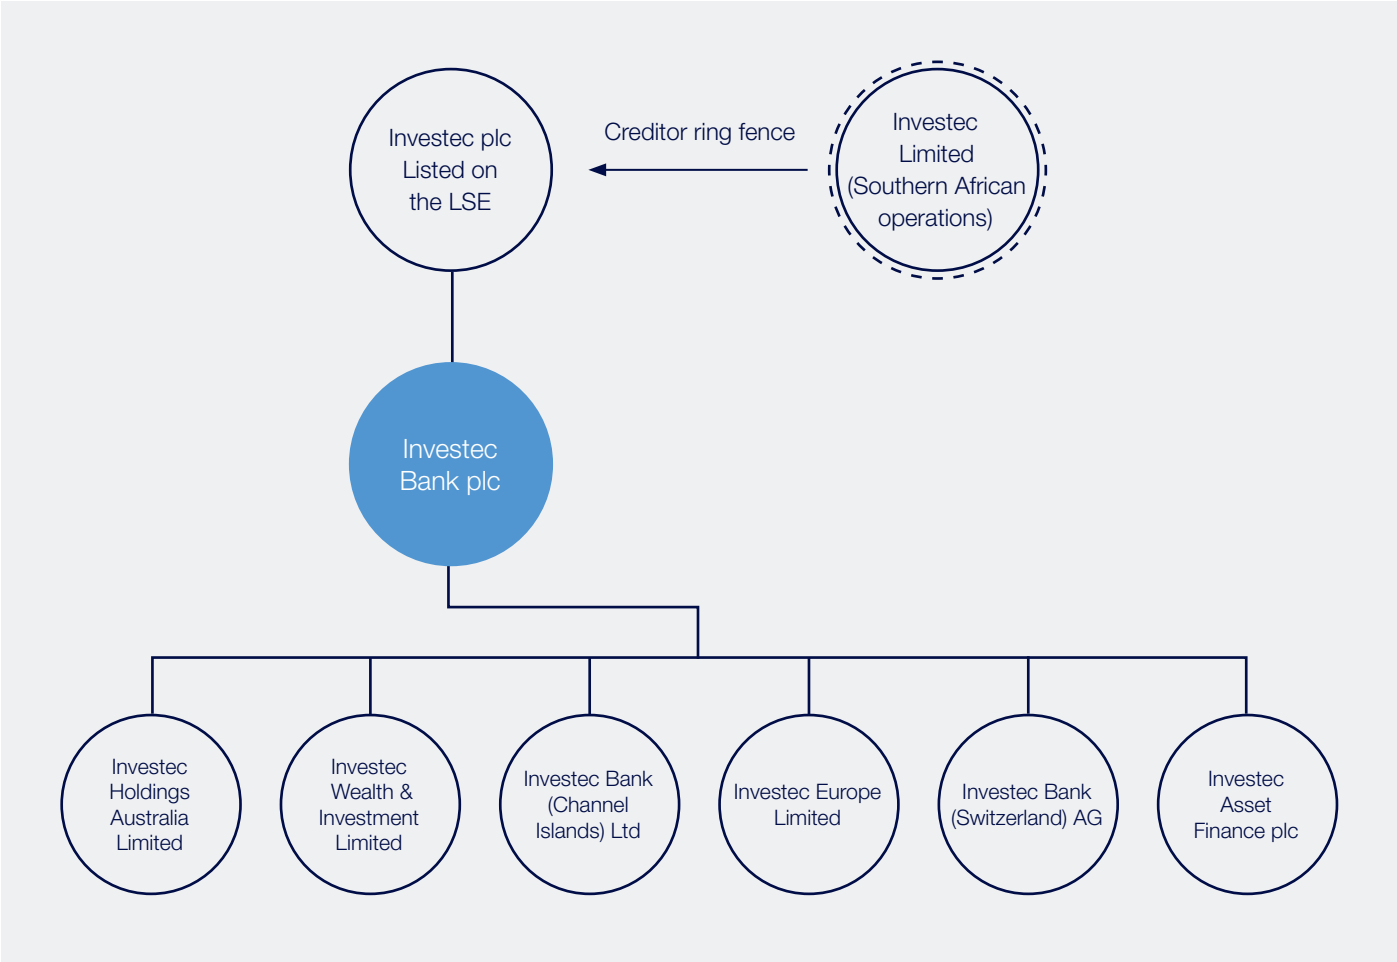 Investec plc
Listed on
the LSE
Creditor ring fence
Investec
Limited
(Southern African
operations)
Investec
Bank plc
Investec
Holdings
Australia
Limited
Investec
Wealth &
Investment
Limited
Investec Bank
(Channel
Islands) Ltd
Investec Europe
Limited
Investec Bank
(Switzerland) AG
Investec
Asset
Finance plc